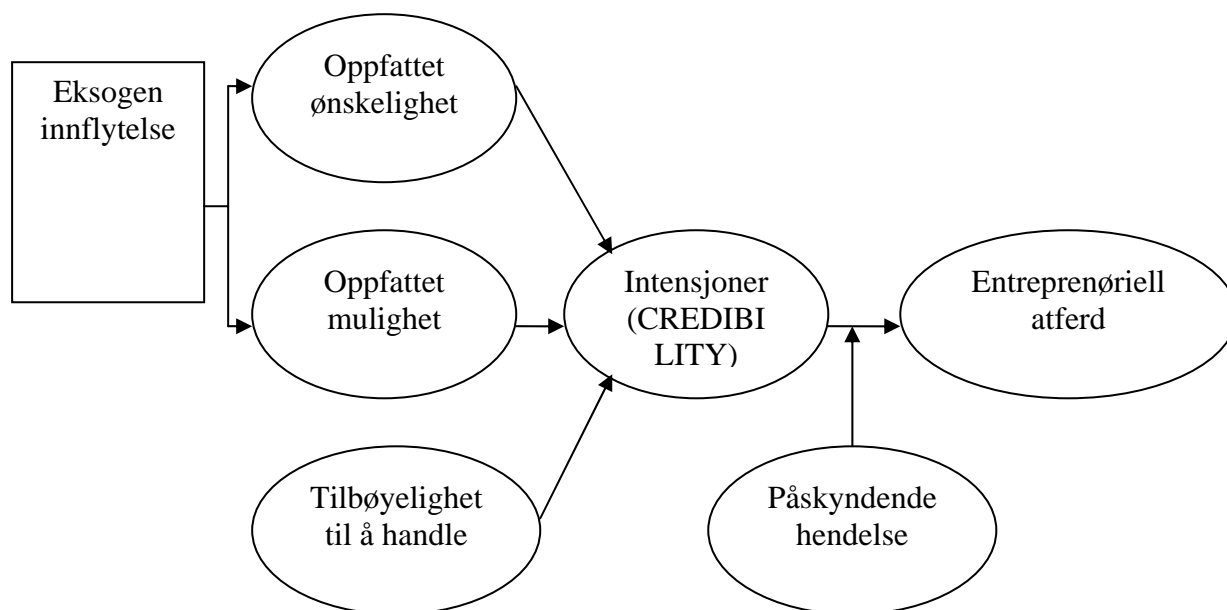 Eksogen
innflytelse
Oppfattet
ønskelighet
Oppfattet
mulighet
Tilbøyelighet
til å handle
Intensjoner
(CREDIBI
LITY)
Påskyndende
hendelse
Entreprenøriell
atferd